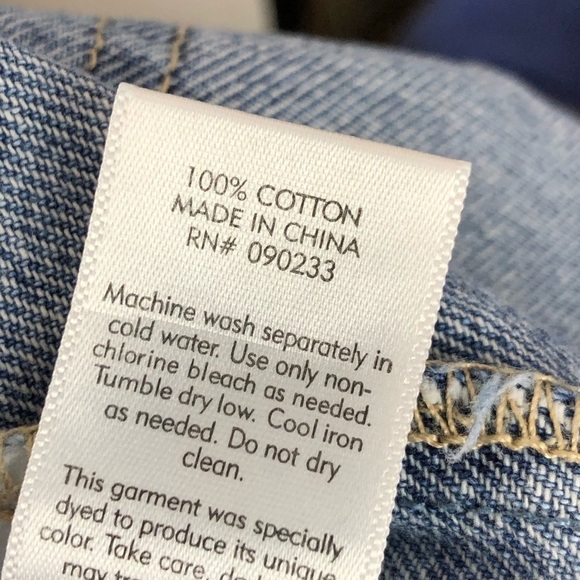 100% COTTON
MADE IN CHINA
RN# 090233
Machine wash separately in
cold water. Use only non-
chlorine bleach as needed.
Tumble dry low. Cool iron
as needed. Do not dry
clean.
This garment was specially
dyed to produce its unique
color. Take care,
may